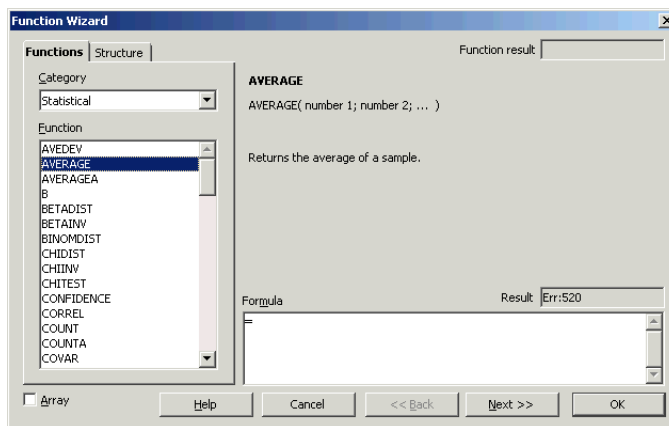 Function Wizard
Functions
Structure
Function result
Category
Statistical
Function
AVEDEV
AVERAGE
AVERAGEA
B
BETADIST
BETAINV
BINOMDIST
CHIDIST
CHIINV
CHITEST
CONFIDENCE
CORREL
COUNT
COUNTA
COVAR
AVERAGE
AVERAGE( number 1; number 2; ... )
Returns the average of a sample.
Formula
Result Err:520
=
Array
Help
Cancel
<< Back
Next >>
OK